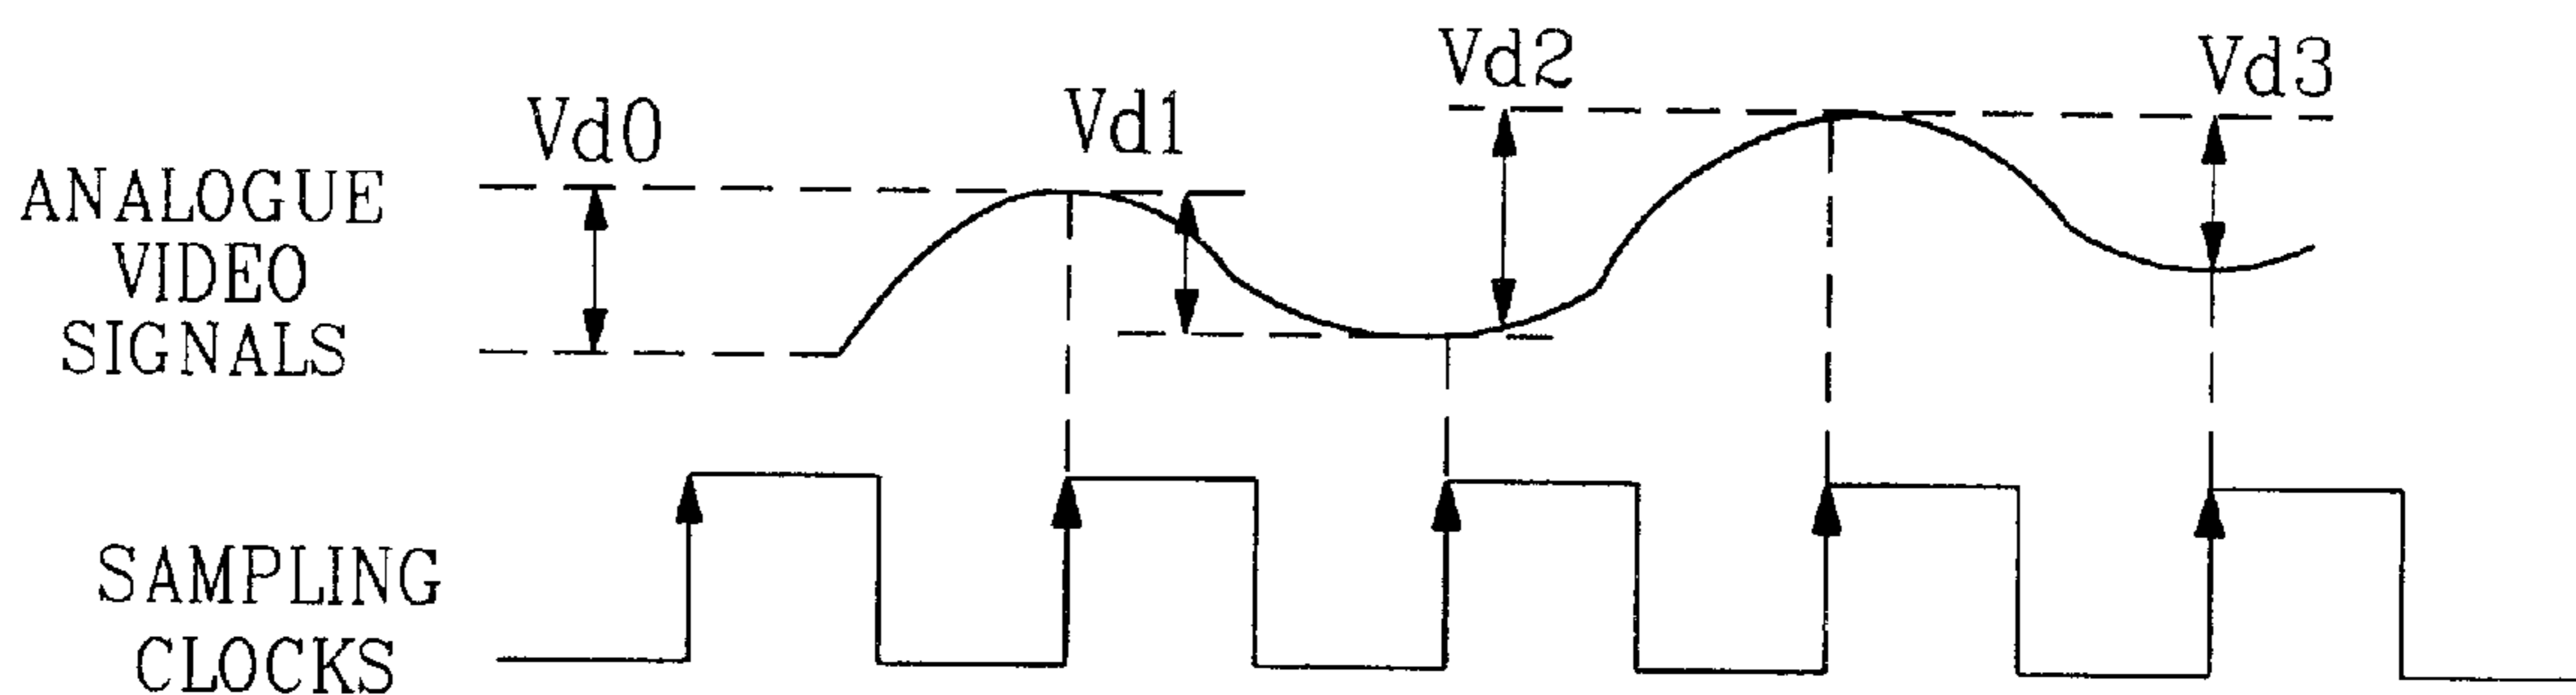 Vd0
Vd1
Vd2
Vd3
ANALOGUE
VIDEO
SIGNALS
SAMPLING
CLOCKS